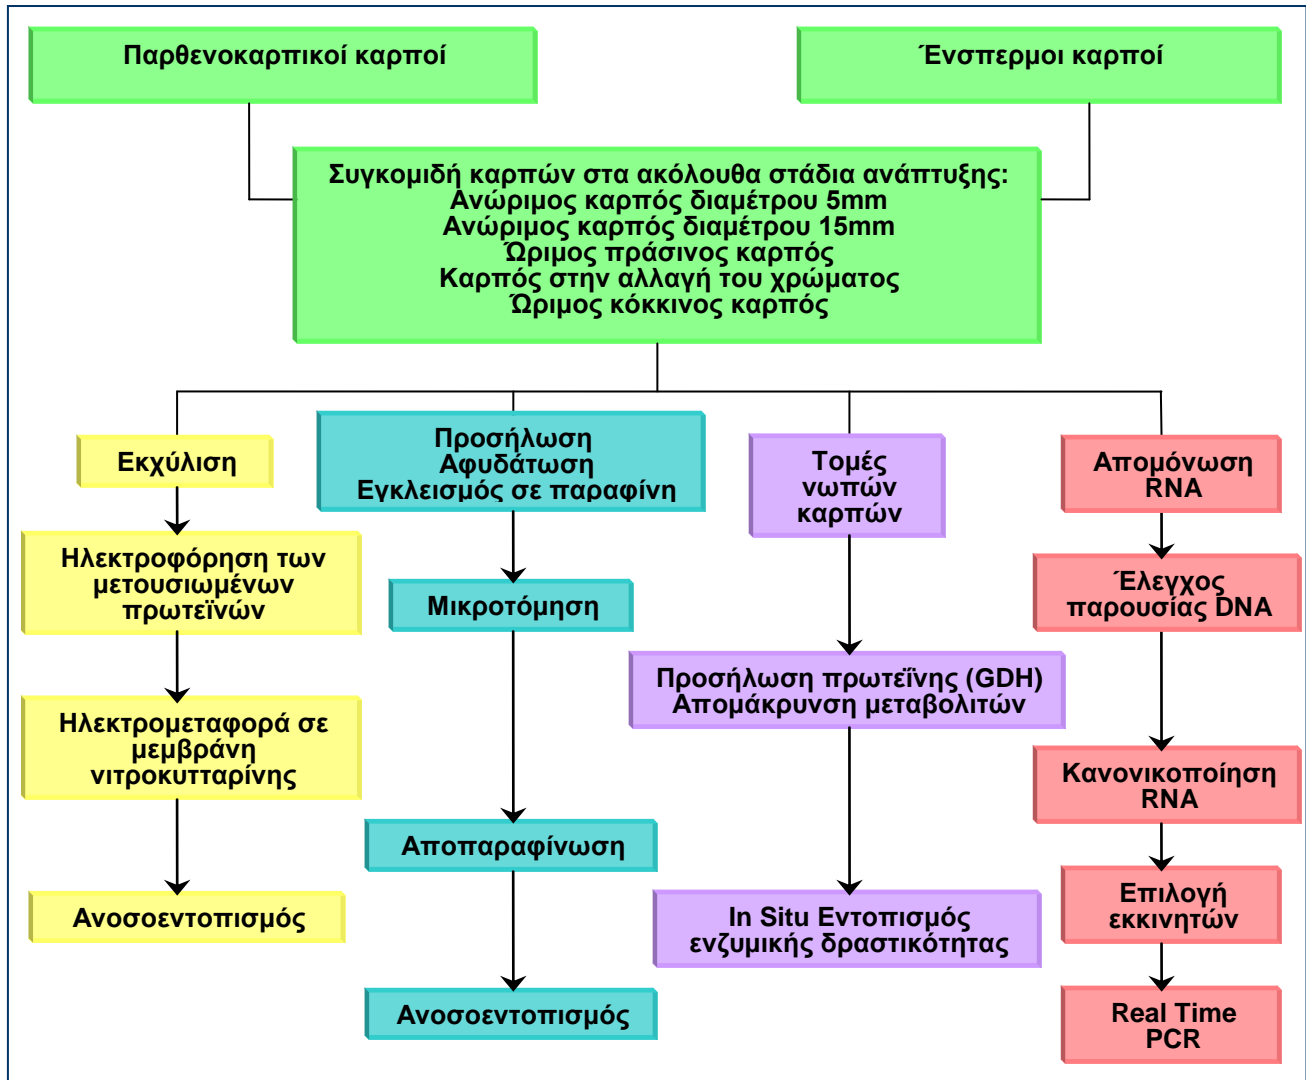 Παρθενοκαρπικοί καρποί
Ένσπερμοι καρποί
Συγκομιδή καρπών στα ακόλουθα στάδια ανάπτυξης:
Ανώριμος καρπός διαμέτρου 5mm
Ανώριμος καρπός διαμέτρου 15mm
Ώριμος πράσινος καρπός
Καρπός στην αλλαγή του χρώματος
Ώριμος κόκκινος καρπός
Εκχύλιση
Ηλεκτροφόρηση των
μετουσιωμένων
πρωτεϊνών
Ηλεκτρομεταφορά σε
μεμβράνη
νιτροκυτταρίνης
Ανοσοεντοπισμός
Προσήλωση
Αφυδάτωση
Εγκλεισμός σε παραφίνη
Μικροτόμηση
Αποπαραφίνωση
Ανοσοεντοπισμός
Τομές
νωπών
καρπών
Προσήλωση πρωτεΐνης (GDH)
Απομάκρυνση μεταβολιτών
In Situ Εντοπισμός
ενζυμικής δραστικότητας
Απομόνωση
RNA
Έλεγχος
παρουσίας DNA
Κανονικοποίηση
RNA
Επιλογή
εκκινητών
Real Time
PCR